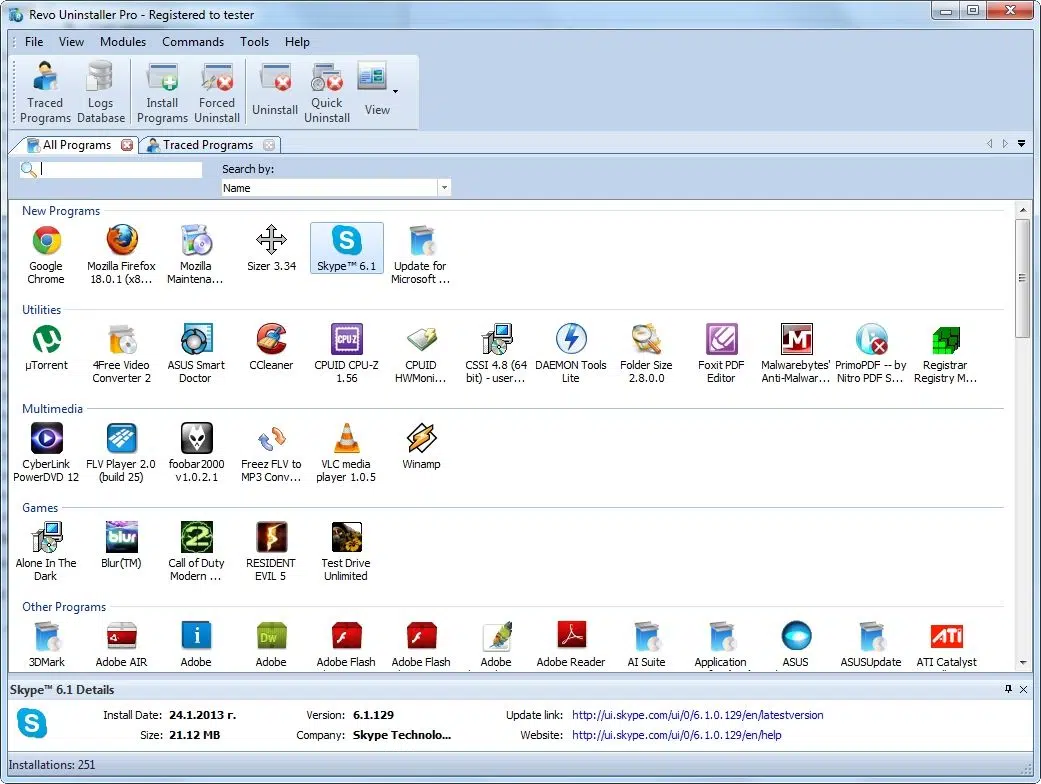 Revo Uninstaller Pro - Registered to tester
File View Modules Commands Tools Help
Traced Logs Install Forced Uninstall Quick View
Programs Database Programs Uninstall Uninstall
All Programs Traced Programs
Search by:
Name
New Programs
Google Mozilla Firefox Mozilla Sizer 3.34 Skype™ 6.1 Update for
Chrome 18.0.1 (x8... Maintena... Microsoft ...
Utilities
µTorrent 4Free Video ASUS Smart CCleaner CPUID CPU-Z CPUID CSSI 4.8 (64 DAEMON Tools Folder Size Foxit PDF Malwarebytes' PrimoPDF -- by Registrar
Converter 2 Doctor 1.56 HWMoni... bit) - user... Lite 2.8.0.0 Editor Anti-Malwar... Nitro PDF S... Registry M...
Multimedia
CyberLink FLV Player 2.0 foobar2000 Freez FLV to VLC media Winamp
PowerDVD 12 (build 25) v1.0.2.1 MP3 Conv... player 1.0.5
Games
Alone In The Blur(TM) Call of Duty RESIDENT Test Drive
Dark Modern ... EVIL 5 Unlimited
Other Programs
3DMark Adobe AIR Adobe Adobe Adobe Flash Adobe Flash Adobe Adobe Reader AI Suite Application ASUS ASUSUpdate ATI Catalyst
Skype™ 6.1 Details
Install Date: 24.1.2013 г. Version: 6.1.129 Update link: http://ui.skype.com/ui/0/6.1.0.129/en/latestversion
Size: 21.12 MB Company: Skype Technolo... Website: http://ui.skype.com/ui/0/6.1.0.129/en/help
Installations: 251